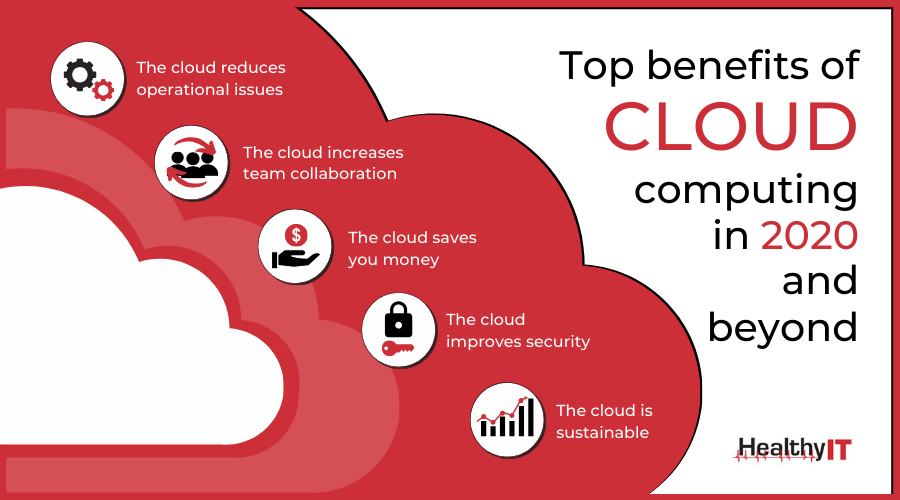 Top benefits of
CLOUD
computing
in 2020
and
beyond
The cloud reduces
operational issues
The cloud increases
team collaboration
$
The cloud saves
you money
The cloud
improves security
The cloud is
sustainable
HealthyIT